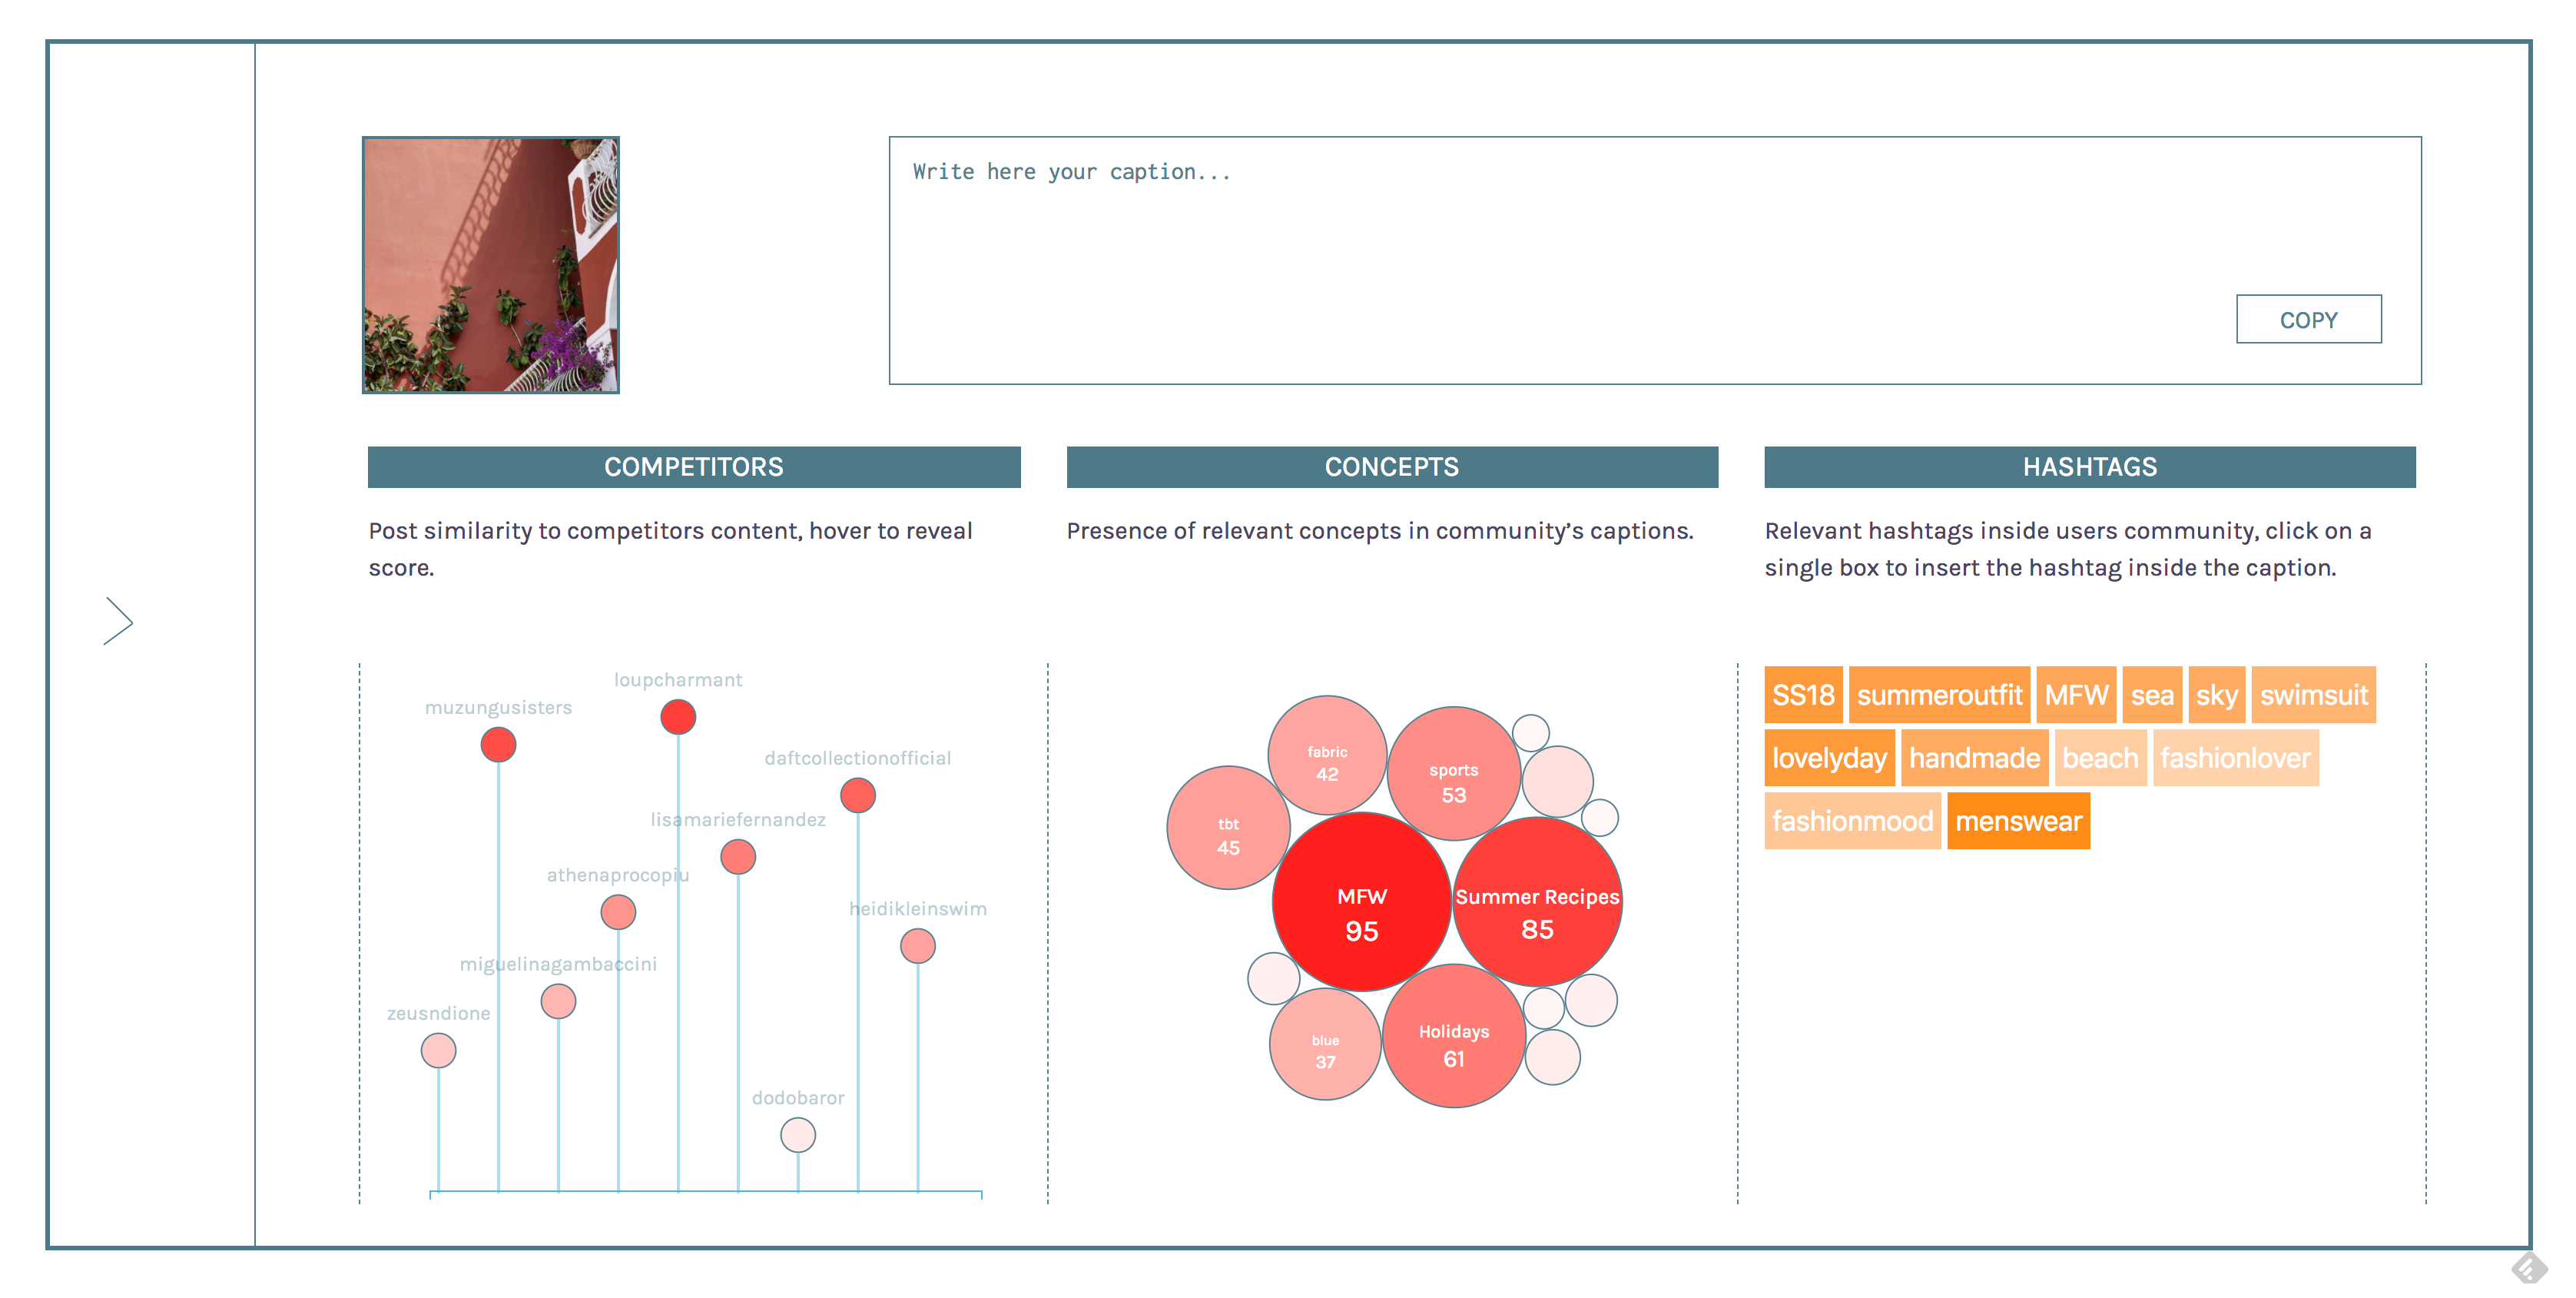 Write here your caption...
COPY
COMPETITORS
Post similarity to competitors content, hover to reveal
score.
muzungusisters
loupcharmant
daftcollectionofficial
lisamariefernandez
athenaprocopiu
heidikleinswim
miguelinagambaccini
zeusndione
dodobaror
CONCEPTS
Presence of relevant concepts in community's captions.
fabric
42
sports
53
tbt
45
MFW
95
Summer Recipes
85
blue
37
Holidays
61
HASHTAGS
Relevant hashtags inside users community, click on a
single box to insert the hashtag inside the caption.
SS18 summeroutfit MFW sea sky swimsuit
lovelyday handmade beach fashionlover
fashionmood menswear